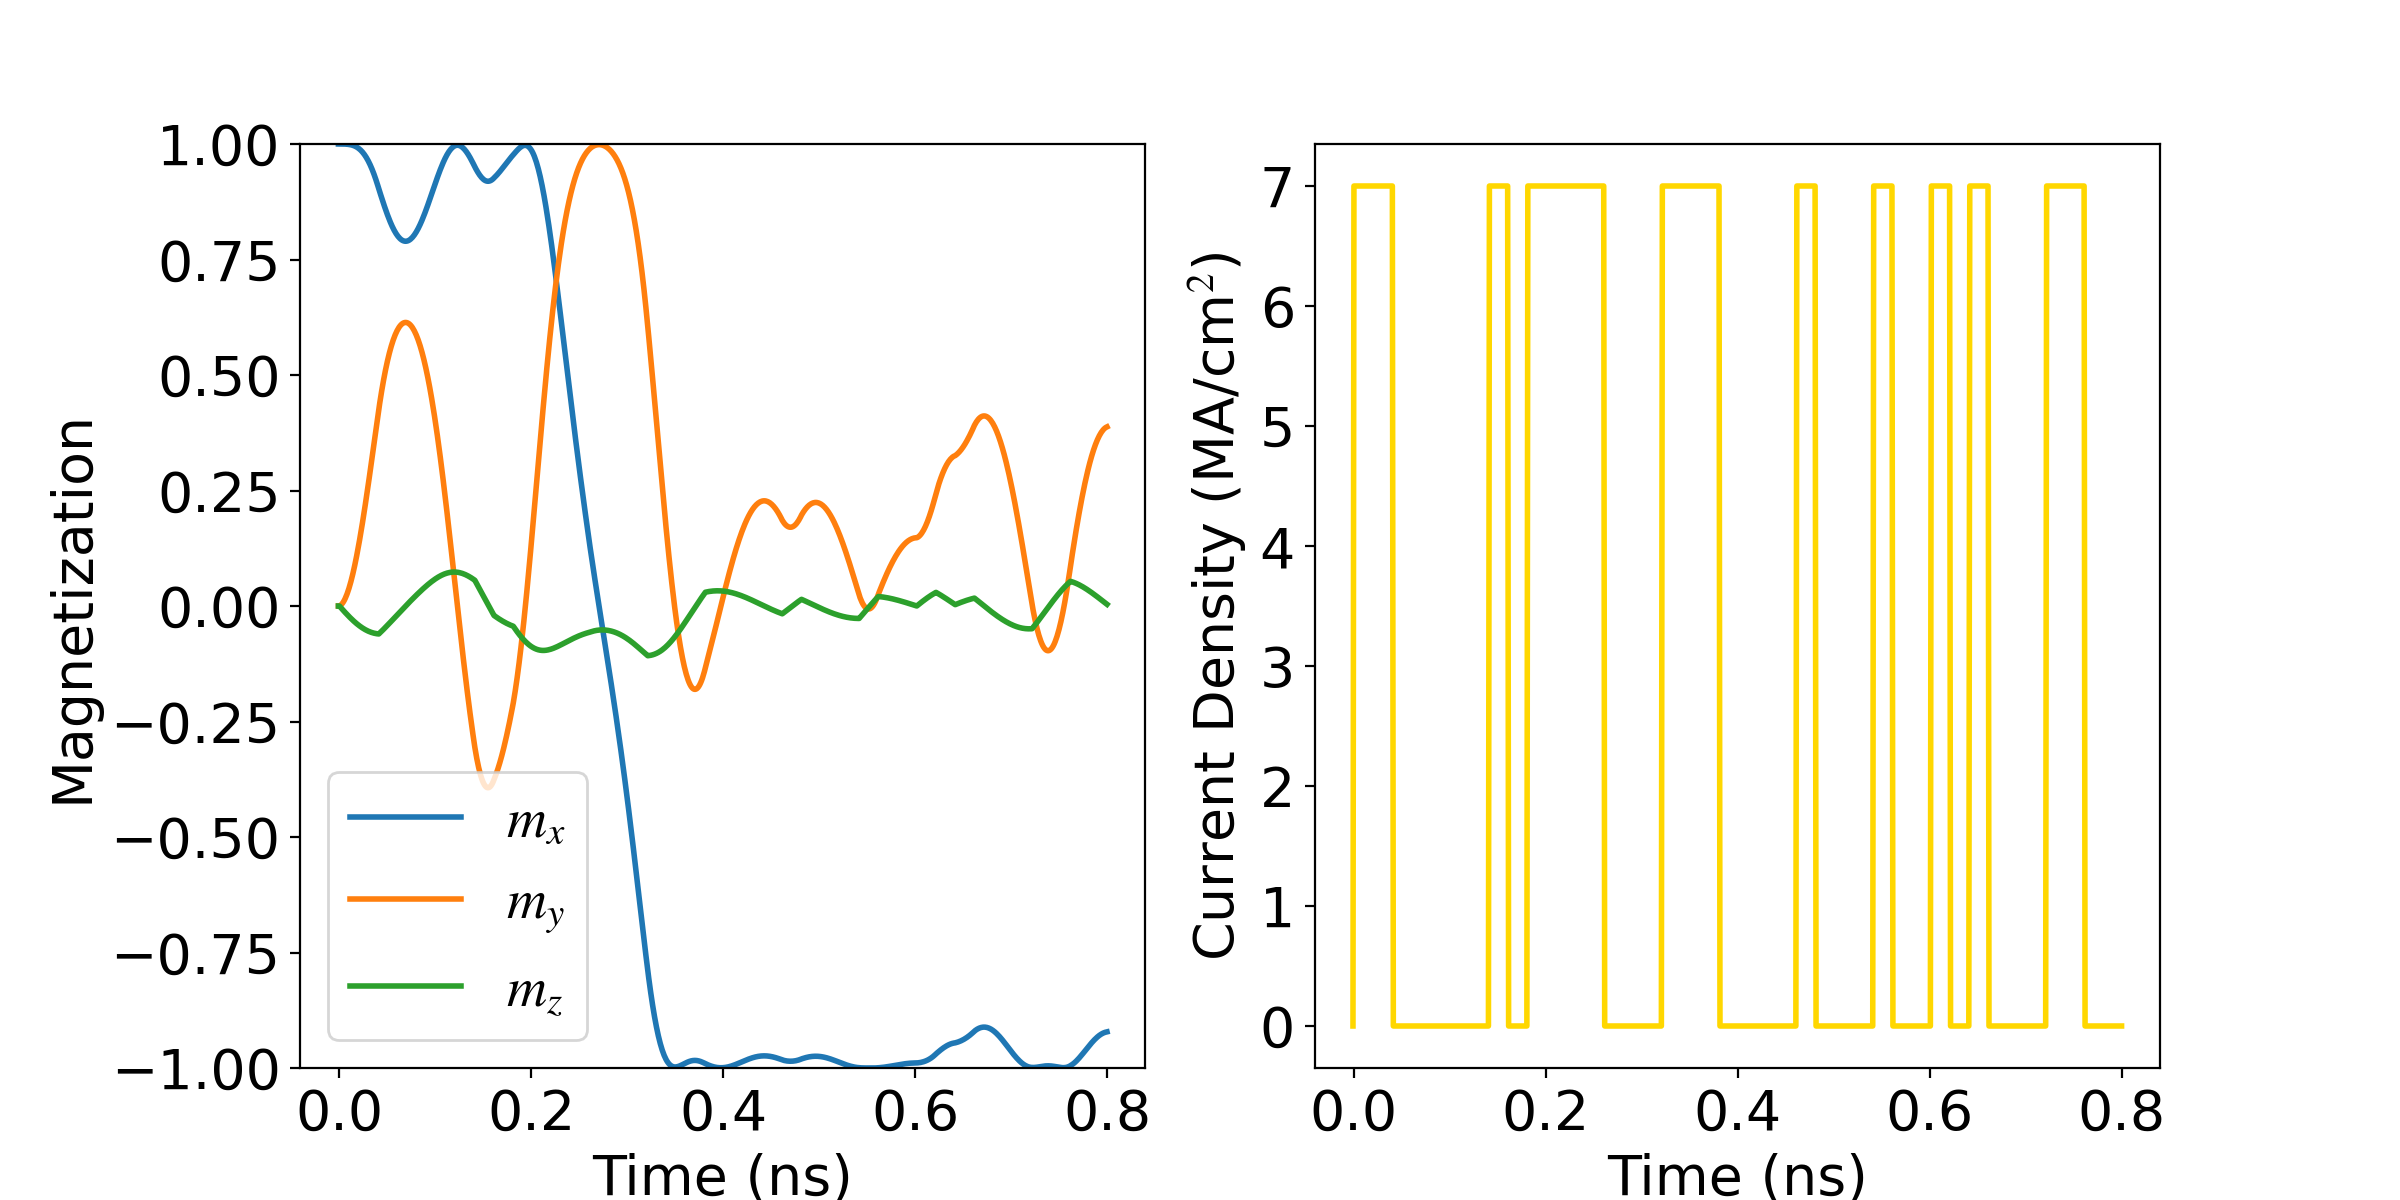 1.00
0.75
0.50
0.25
0.00
−0.25
−0.50
−0.75
−1.00
Magnetization
m_x
m_y
m_z
0.0 0.2 0.4 0.6 0.8
Time (ns)
7
6
5
4
3
2
1
0
Current Density (MA/cm²)
0.0 0.2 0.4 0.6 0.8
Time (ns)